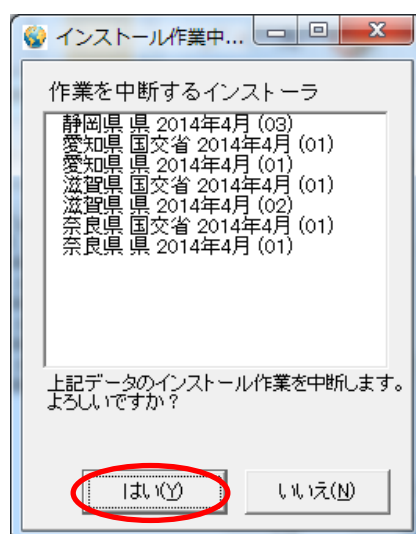 インストール作業中...
作業を中断するインストーラ
静岡県 県 2014年4月 (03)
愛知県 国交省 2014年4月 (01)
愛知県 県 2014年4月 (01)
滋賀県 国交省 2014年4月 (01)
滋賀県 県 2014年4月 (02)
奈良県 国交省 2014年4月 (01)
奈良県 県 2014年4月 (01)
上記データのインストール作業を中断します。
よろしいですか？
はい(Y) いいえ(N)